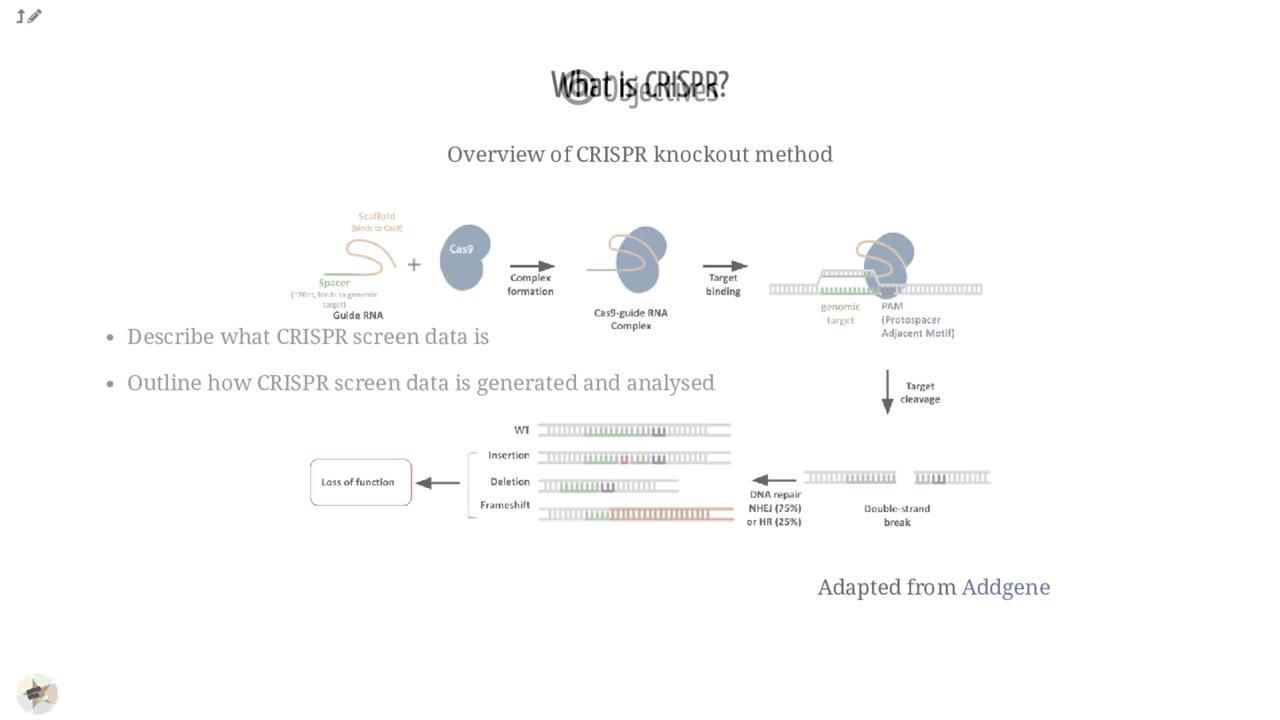 What is CRISPR?
Objectives
Overview of CRISPR knockout method
Scaffold
(binds to Cas9)
Cas9
Spacer
(~20nt, binds to genomic
target)
Guide RNA
Complex
formation
Cas9-guide RNA
Complex
Target
binding
genomic
target
PAM
(Protospacer
Adjacent Motif)
Describe what CRISPR screen data is
Outline how CRISPR screen data is generated and analysed
Target
cleavage
WT
Insertion
Deletion
Frameshift
Loss of function
DNA repair
NHEJ (75%)
or HR (25%)
Double-strand
break
Adapted from Addgene